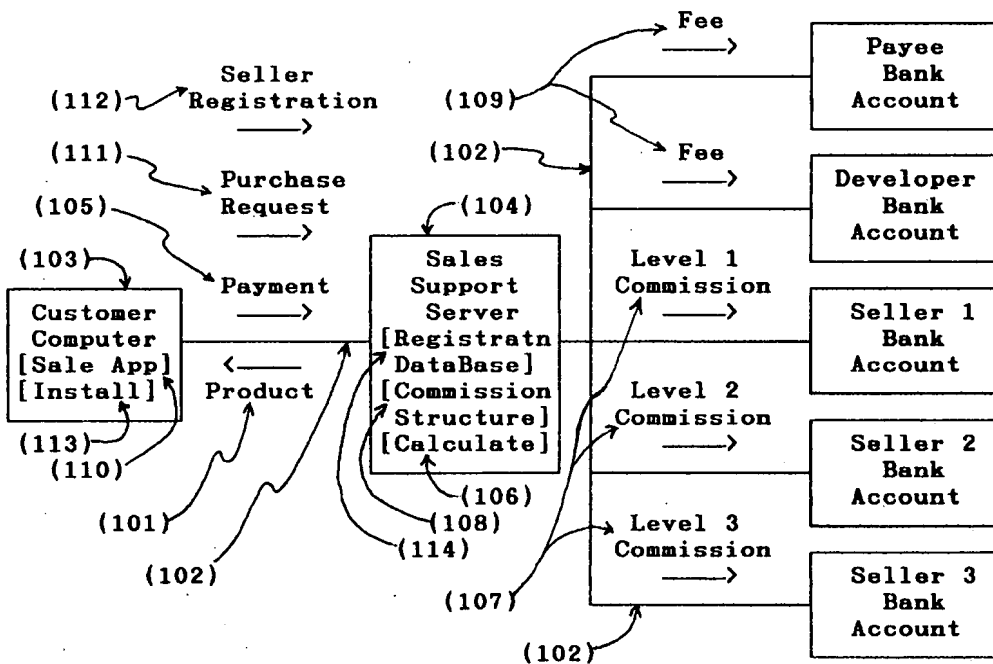 Fee
Payee
Bank
Account
Seller
Registration
(112)
(109)
(111)
(102)
Fee
Purchase
Request
Developer
Bank
Account
(105)
(104)
(103)
Payment
Sales
Support
Server
[Registratn
DataBase]
[Commission
Structure]
[Calculate]
Level 1
Commission
Customer
Computer
[Sale App]
[Install]
Seller 1
Bank
Account
Product
Level 2
Commission
(113)
(110)
Seller 2
Bank
Account
(106)
(101)
(108)
(114)
Level 3
Commission
(102)
(107)
Seller 3
Bank
Account
(102)